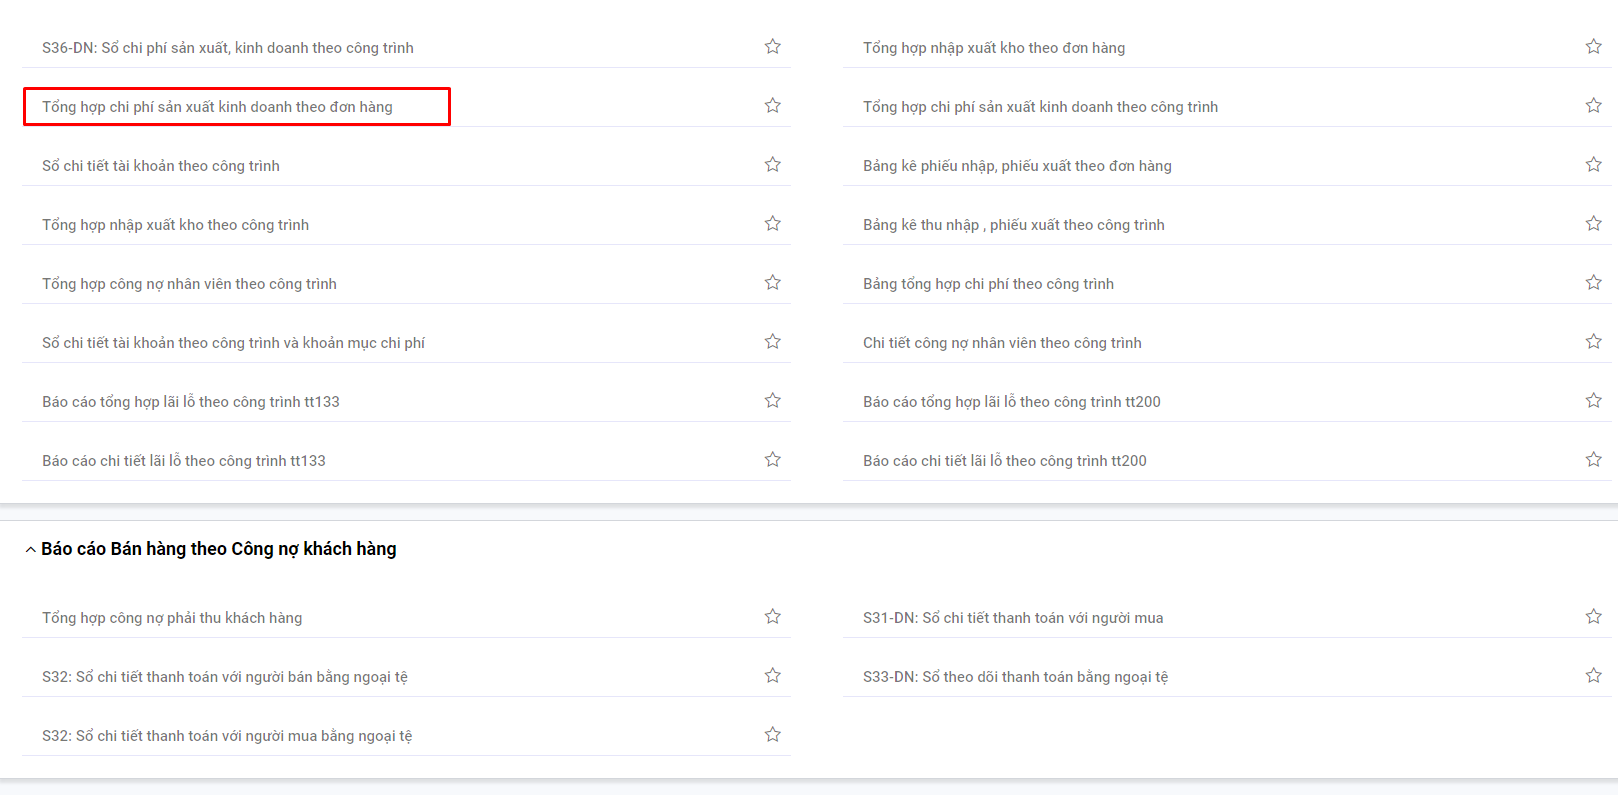 S36-DN: Sổ chi phí sản xuất, kinh doanh theo công trình
Tổng hợp nhập xuất kho theo đơn hàng
Tổng hợp chi phí sản xuất kinh doanh theo đơn hàng
Tổng hợp chi phí sản xuất kinh doanh theo công trình
Sổ chi tiết tài khoản theo công trình
Bảng kê phiếu nhập, phiếu xuất theo đơn hàng
Tổng hợp nhập xuất kho theo công trình
Bảng kê thu nhập , phiếu xuất theo công trình
Tổng hợp công nợ nhân viên theo công trình
Bảng tổng hợp chi phí theo công trình
Sổ chi tiết tài khoản theo công trình và khoản mục chi phí
Chi tiết công nợ nhân viên theo công trình
Báo cáo tổng hợp lãi lỗ theo công trình tt133
Báo cáo tổng hợp lãi lỗ theo công trình tt200
Báo cáo chi tiết lãi lỗ theo công trình tt133
Báo cáo chi tiết lãi lỗ theo công trình tt200
Báo cáo Bán hàng theo Công nợ khách hàng
Tổng hợp công nợ phải thu khách hàng
S31-DN: Sổ chi tiết thanh toán với người mua
S32: Sổ chi tiết thanh toán với người bán bằng ngoại tệ
S33-DN: Sổ theo dõi thanh toán bằng ngoại tệ
S32: Sổ chi tiết thanh toán với người mua bằng ngoại tệ